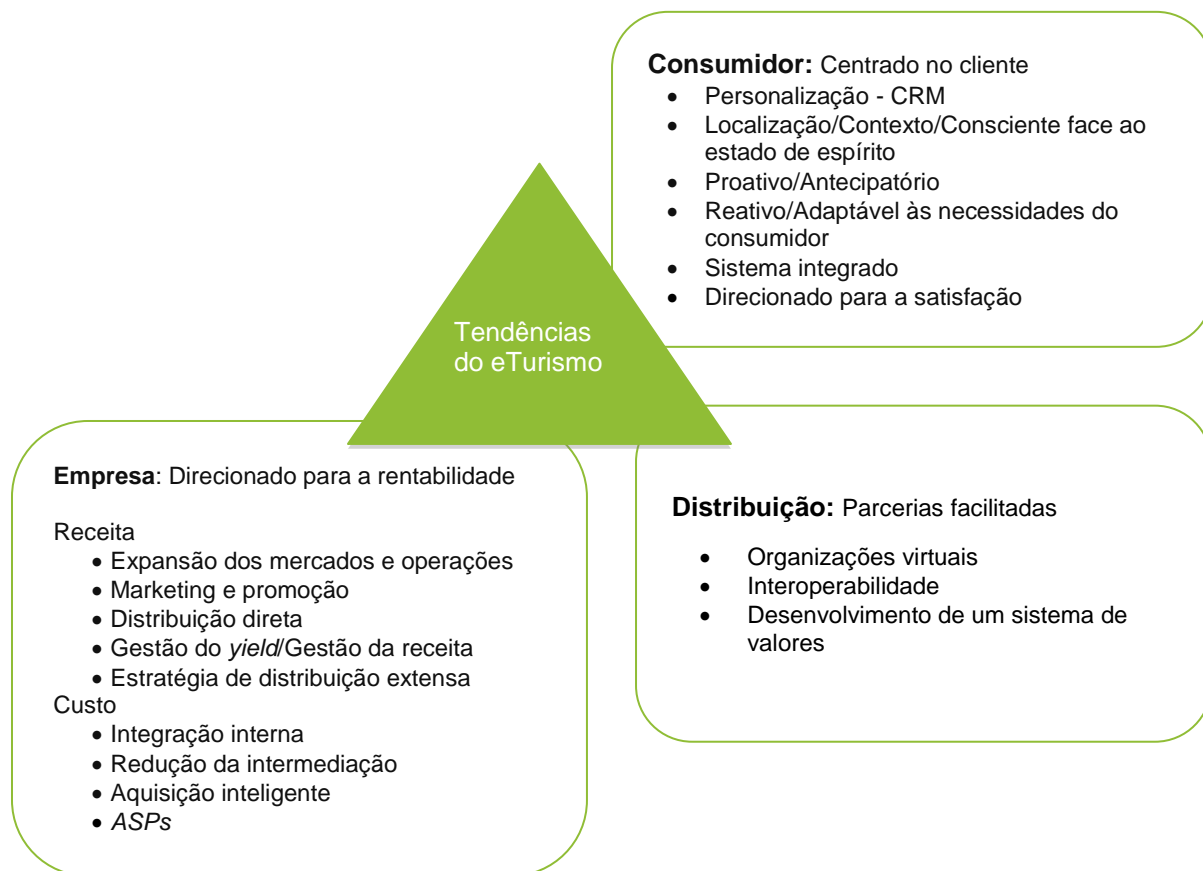 Consumidor: Centrado no cliente
• Personalização - CRM
• Localização/Contexto/Consciente face ao
estado de espírito
• Proativo/Antecipatório
• Reativo/Adaptável às necessidades do
consumidor
• Sistema integrado
• Direcionado para a satisfação
Tendências
do eTurismo
Empresa: Direcionado para a rentabilidade
Receita
• Expansão dos mercados e operações
• Marketing e promoção
• Distribuição direta
• Gestão do yield/Gestão da receita
• Estratégia de distribuição extensa
Custo
• Integração interna
• Redução da intermediação
• Aquisição inteligente
• ASPs
Distribuição: Parcerias facilitadas
• Organizações virtuais
• Interoperabilidade
• Desenvolvimento de um sistema de
valores